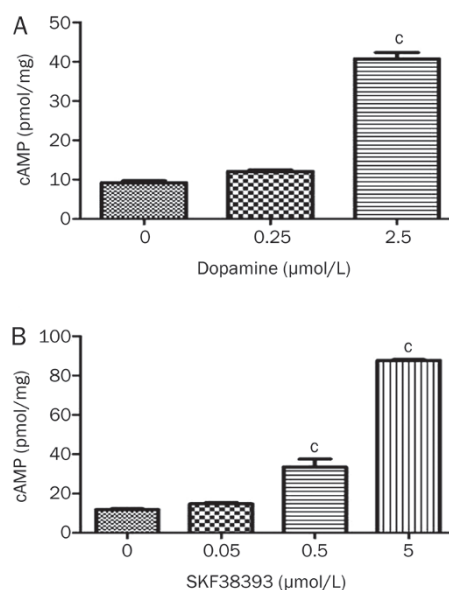 A
cAMP (pmol/mg)
50
40
30
20
10
0
c
0 0.25 2.5
Dopamine (μmol/L)
B
cAMP (pmol/mg)
100
80
60
40
20
0
c
c
0 0.05 0.5 5
SKF38393 (μmol/L)